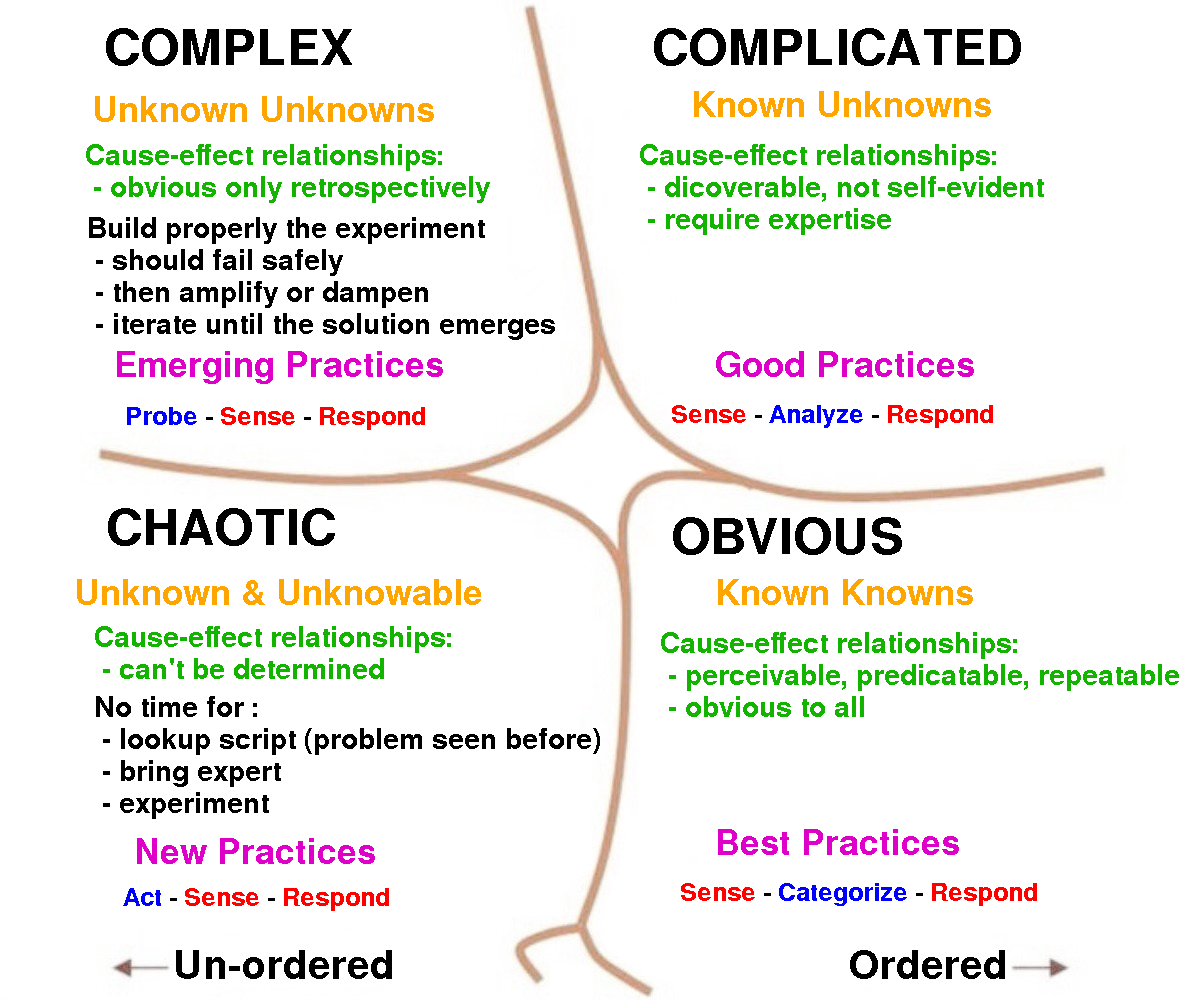 COMPLEX
Unknown Unknowns
Cause-effect relationships:
- obvious only retrospectively
Build properly the experiment
- should fail safely
- then amplify or dampen
- iterate until the solution emerges
Emerging Practices
Probe - Sense - Respond
COMPLICATED
Known Unknowns
Cause-effect relationships:
- dicoverable, not self-evident
- require expertise
Good Practices
Sense - Analyze - Respond
CHAOTIC
Unknown & Unknowable
Cause-effect relationships:
- can't be determined
No time for :
- lookup script (problem seen before)
- bring expert
- experiment
New Practices
Act - Sense - Respond
OBVIOUS
Known Knowns
Cause-effect relationships:
- perceivable, predicatable, repeatable
- obvious to all
Best Practices
Sense - Categorize - Respond
Un-ordered
Ordered